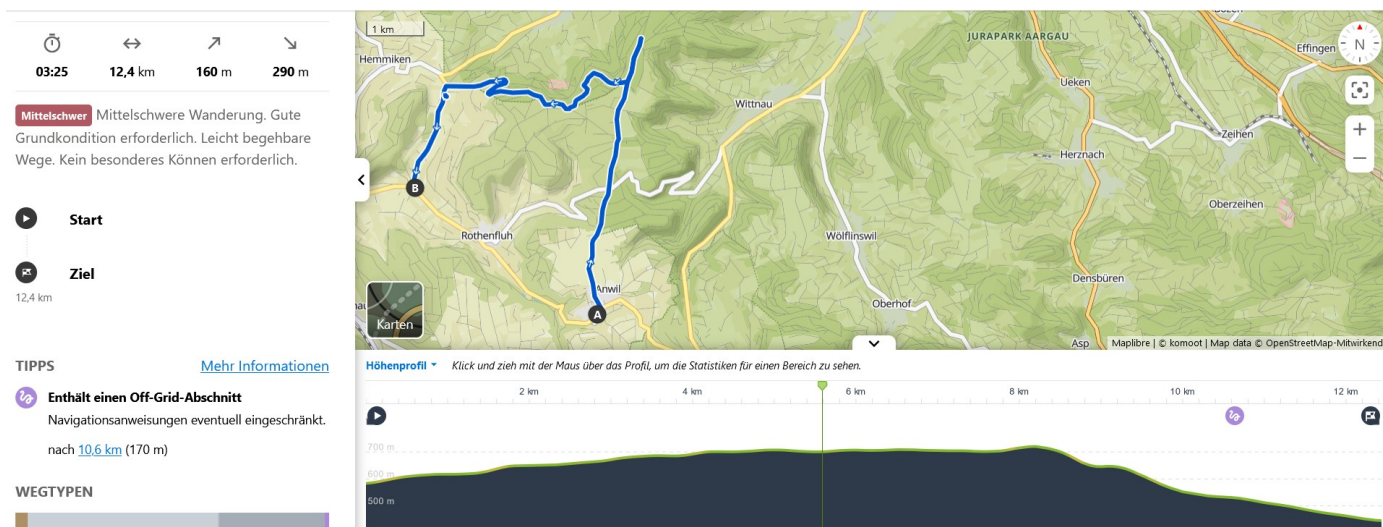 03:25
12,4 km
160 m
290 m
Mittelschwer Mittelschwere Wanderung. Gute
Grundkondition erforderlich. Leicht begehbare
Wege. Kein besonderes Können erforderlich.
Start
Ziel
12,4 km
TIPPS
Mehr Informationen
Enthält einen Off-Grid-Abschnitt
Navigationsanweisungen eventuell eingeschränkt.
nach 10,6 km (170 m)
WEGTYPEN
1 km
Hemmiken
JURAPARK AARGAU
Effingen
N
Ueken
Wittnau
Zeihen
Herznach
B
Oberzeihen
Rothenfluh
Wölflinswil
Densbüren
Anwil
Oberhof
A
Karten
Asp
Maplibre | © komoot | Map data © OpenStreetMap-Mitwirkend
Höhenprofil
Klick und zieh mit der Maus über das Profil, um die Statistiken für einen Bereich zu sehen.
2 km
4 km
6 km
8 km
10 km
12 km
700 m
600 m
500 m